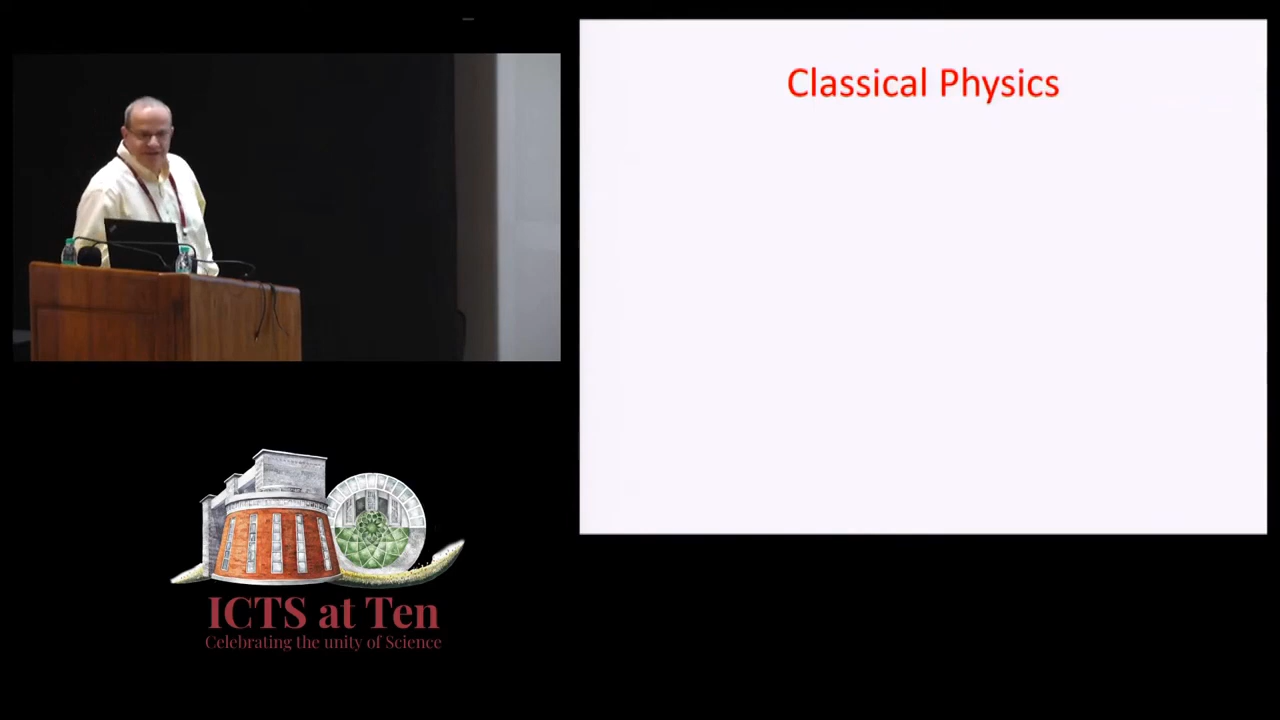 Classical Physics
ICTS at Ten
Celebrating the unity of Science